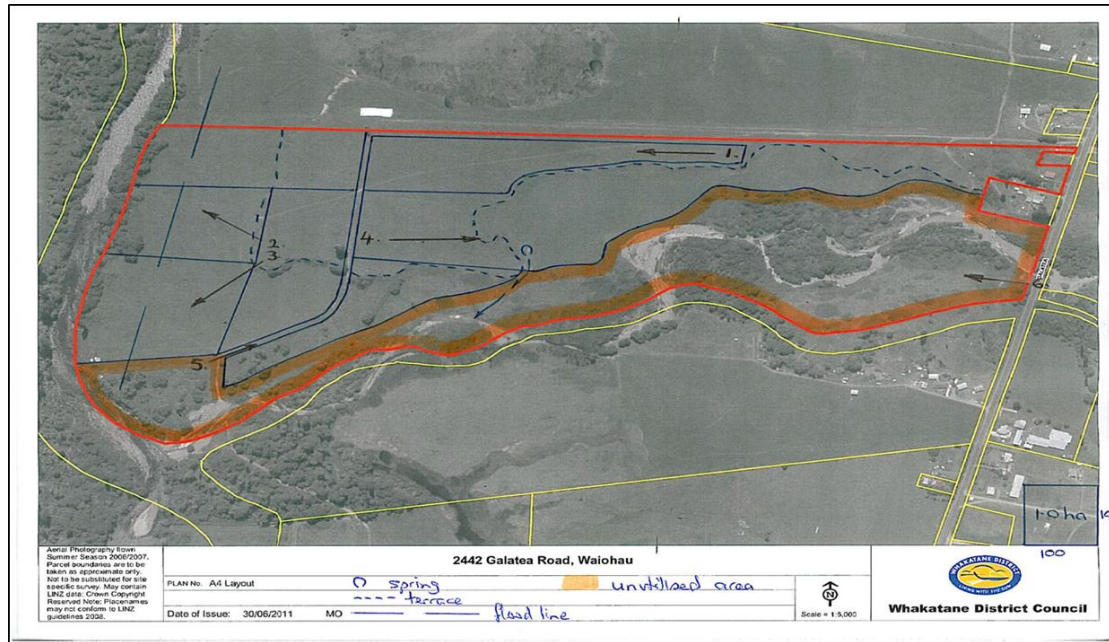 1.
2.
3.
4.
5.
6.
1.0ha
100
Aerial Photography flown
Summer Season 2006/2007.
Parcel boundaries are to be
taken as approximate only.
Not to be substituted for site
specific survey. May contain
LINZ data: Crown Copyright
Reserved Note: Placenames
may not conform to LINZ
guidelines 2008.
2442 Galatea Road, Waiohau
PLAN No. A4 Layout
spring
unutilised area
terrace
Date of Issue: 30/06/2011
MO
flood line
Scale = 1:5,000
WHAKATANE DISTRICT
Whakatane District Council